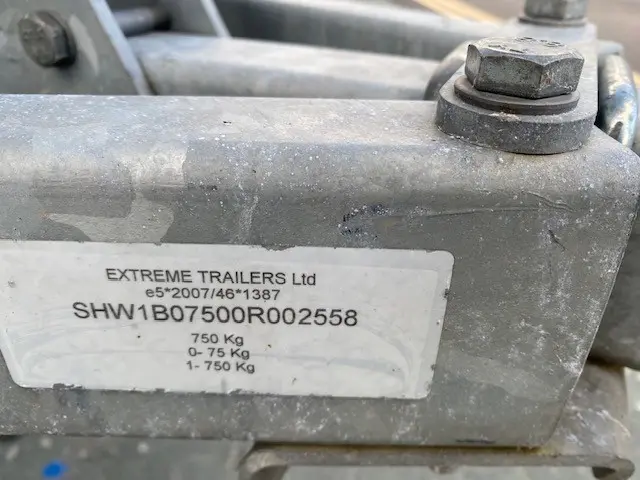 EXTREME TRAILERS Ltd
e5*2007/46*1387
SHW1B07500R002558
750 Kg
0- 75 Kg
1- 750 Kg